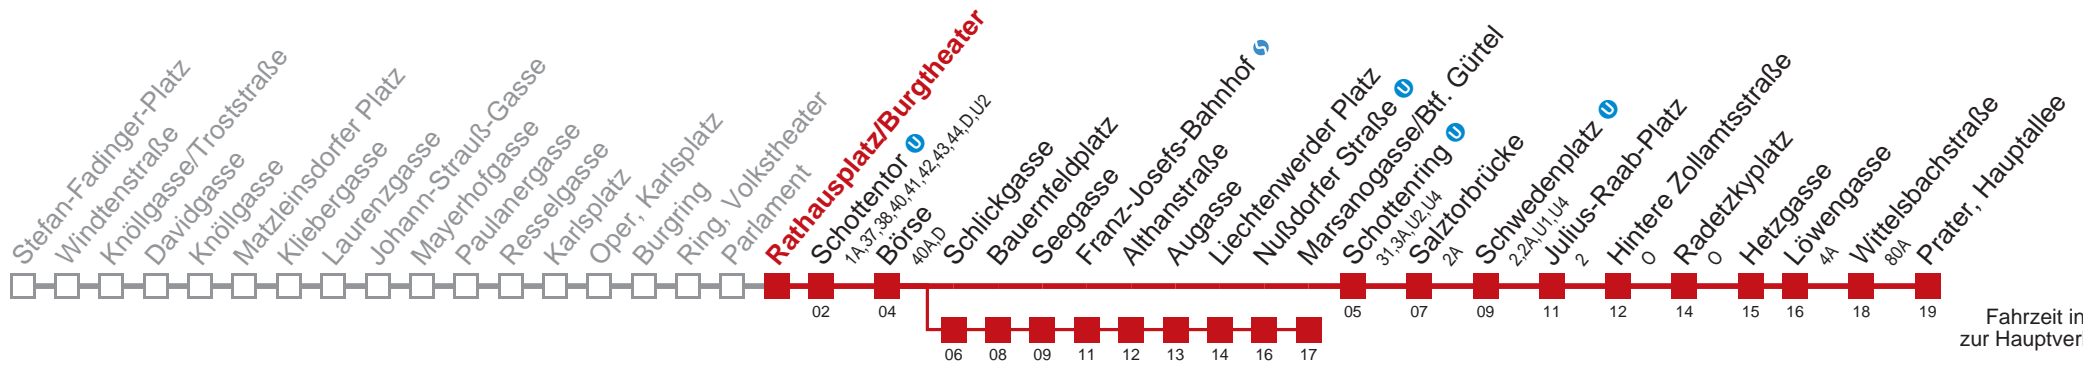 Stefan-Fadinger-Platz
Windtenstraße
Knöllgasse/Troststraße
Davidgasse
Knöllgasse
Matzleinsdorfer Platz
Kliebergasse
Laurenzgasse
Johann-Strauß-Gasse
Mayerhofgasse
Paulanergasse
Resselgasse
Karlsplatz
Oper, Karlsplatz
Burgring
Ring, Volkstheater
Parlament
Rathausplatz/Burgtheater
Schottentor U
1A,37,38,40,41,42,43,44,D,U2
Börse
40A,D
Schlickgasse
Bauernfeldplatz
Seegasse
Franz-Josefs-Bahnhof S
Althanstraße
Augasse
Liechtenwerder Platz
Nußdorfer Straße U
Marsanogasse/Btf. Gürtel
Schottenring U
31,3A,U2,U4
Salztorbrücke
2A
Schwedenplatz U
2,2A,U1,U4
Julius-Raab-Platz
2
Hintere Zollamtsstraße
O
Radetzkyplatz
O
Hetzgasse
Löwengasse
4A
Wittelsbachstraße
80A
Prater, Hauptallee
02 04 05 07 09 11 12 14 15 16 18 19
06 08 09 11 12 13 14 16 17
Fahrzeit in
zur Hauptver